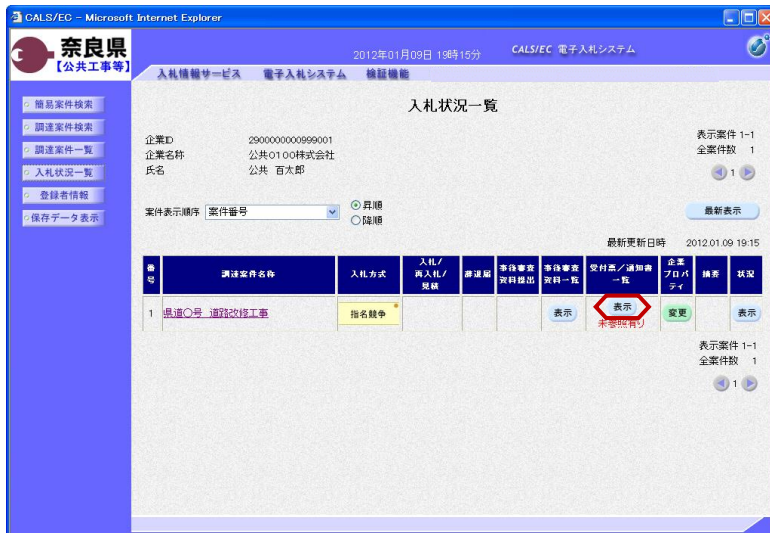 CALS/EC - Microsoft Internet Explorer
奈良県
【公共工事等】
2012年01月09日 19時15分
CALS/EC 電子入札システム
入札情報サービス 電子入札システム 検証機能
簡易案件検索
調達案件検索
調達案件一覧
入札状況一覧
登録者情報
保存データ表示
入札状況一覧
企業ID 2900000000999001
企業名称 公共0100株式会社
氏名 公共 百太郎
表示案件 1-1
全案件数 1
1
案件表示順序 案件番号
昇順
降順
最新表示
最新更新日時 2012.01.09 19:15
番号 調達案件名称 入札方式 入札/再入札/見積 辞退届 事後審査資料提出 事後審査資料一覧 受付票/通知書一覧 企業プロパティ 摘要 状況
1 県道〇号 道路改修工事 指名競争 表示 表示 変更 表示
未参照有り
表示案件 1-1
全案件数 1
1